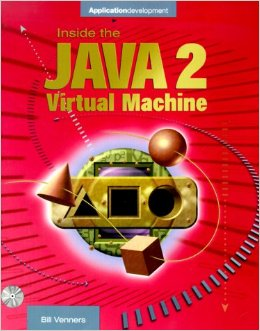 Applicationdevelopment
Inside the
JAVA 2
Virtual Machine
Bill Venners